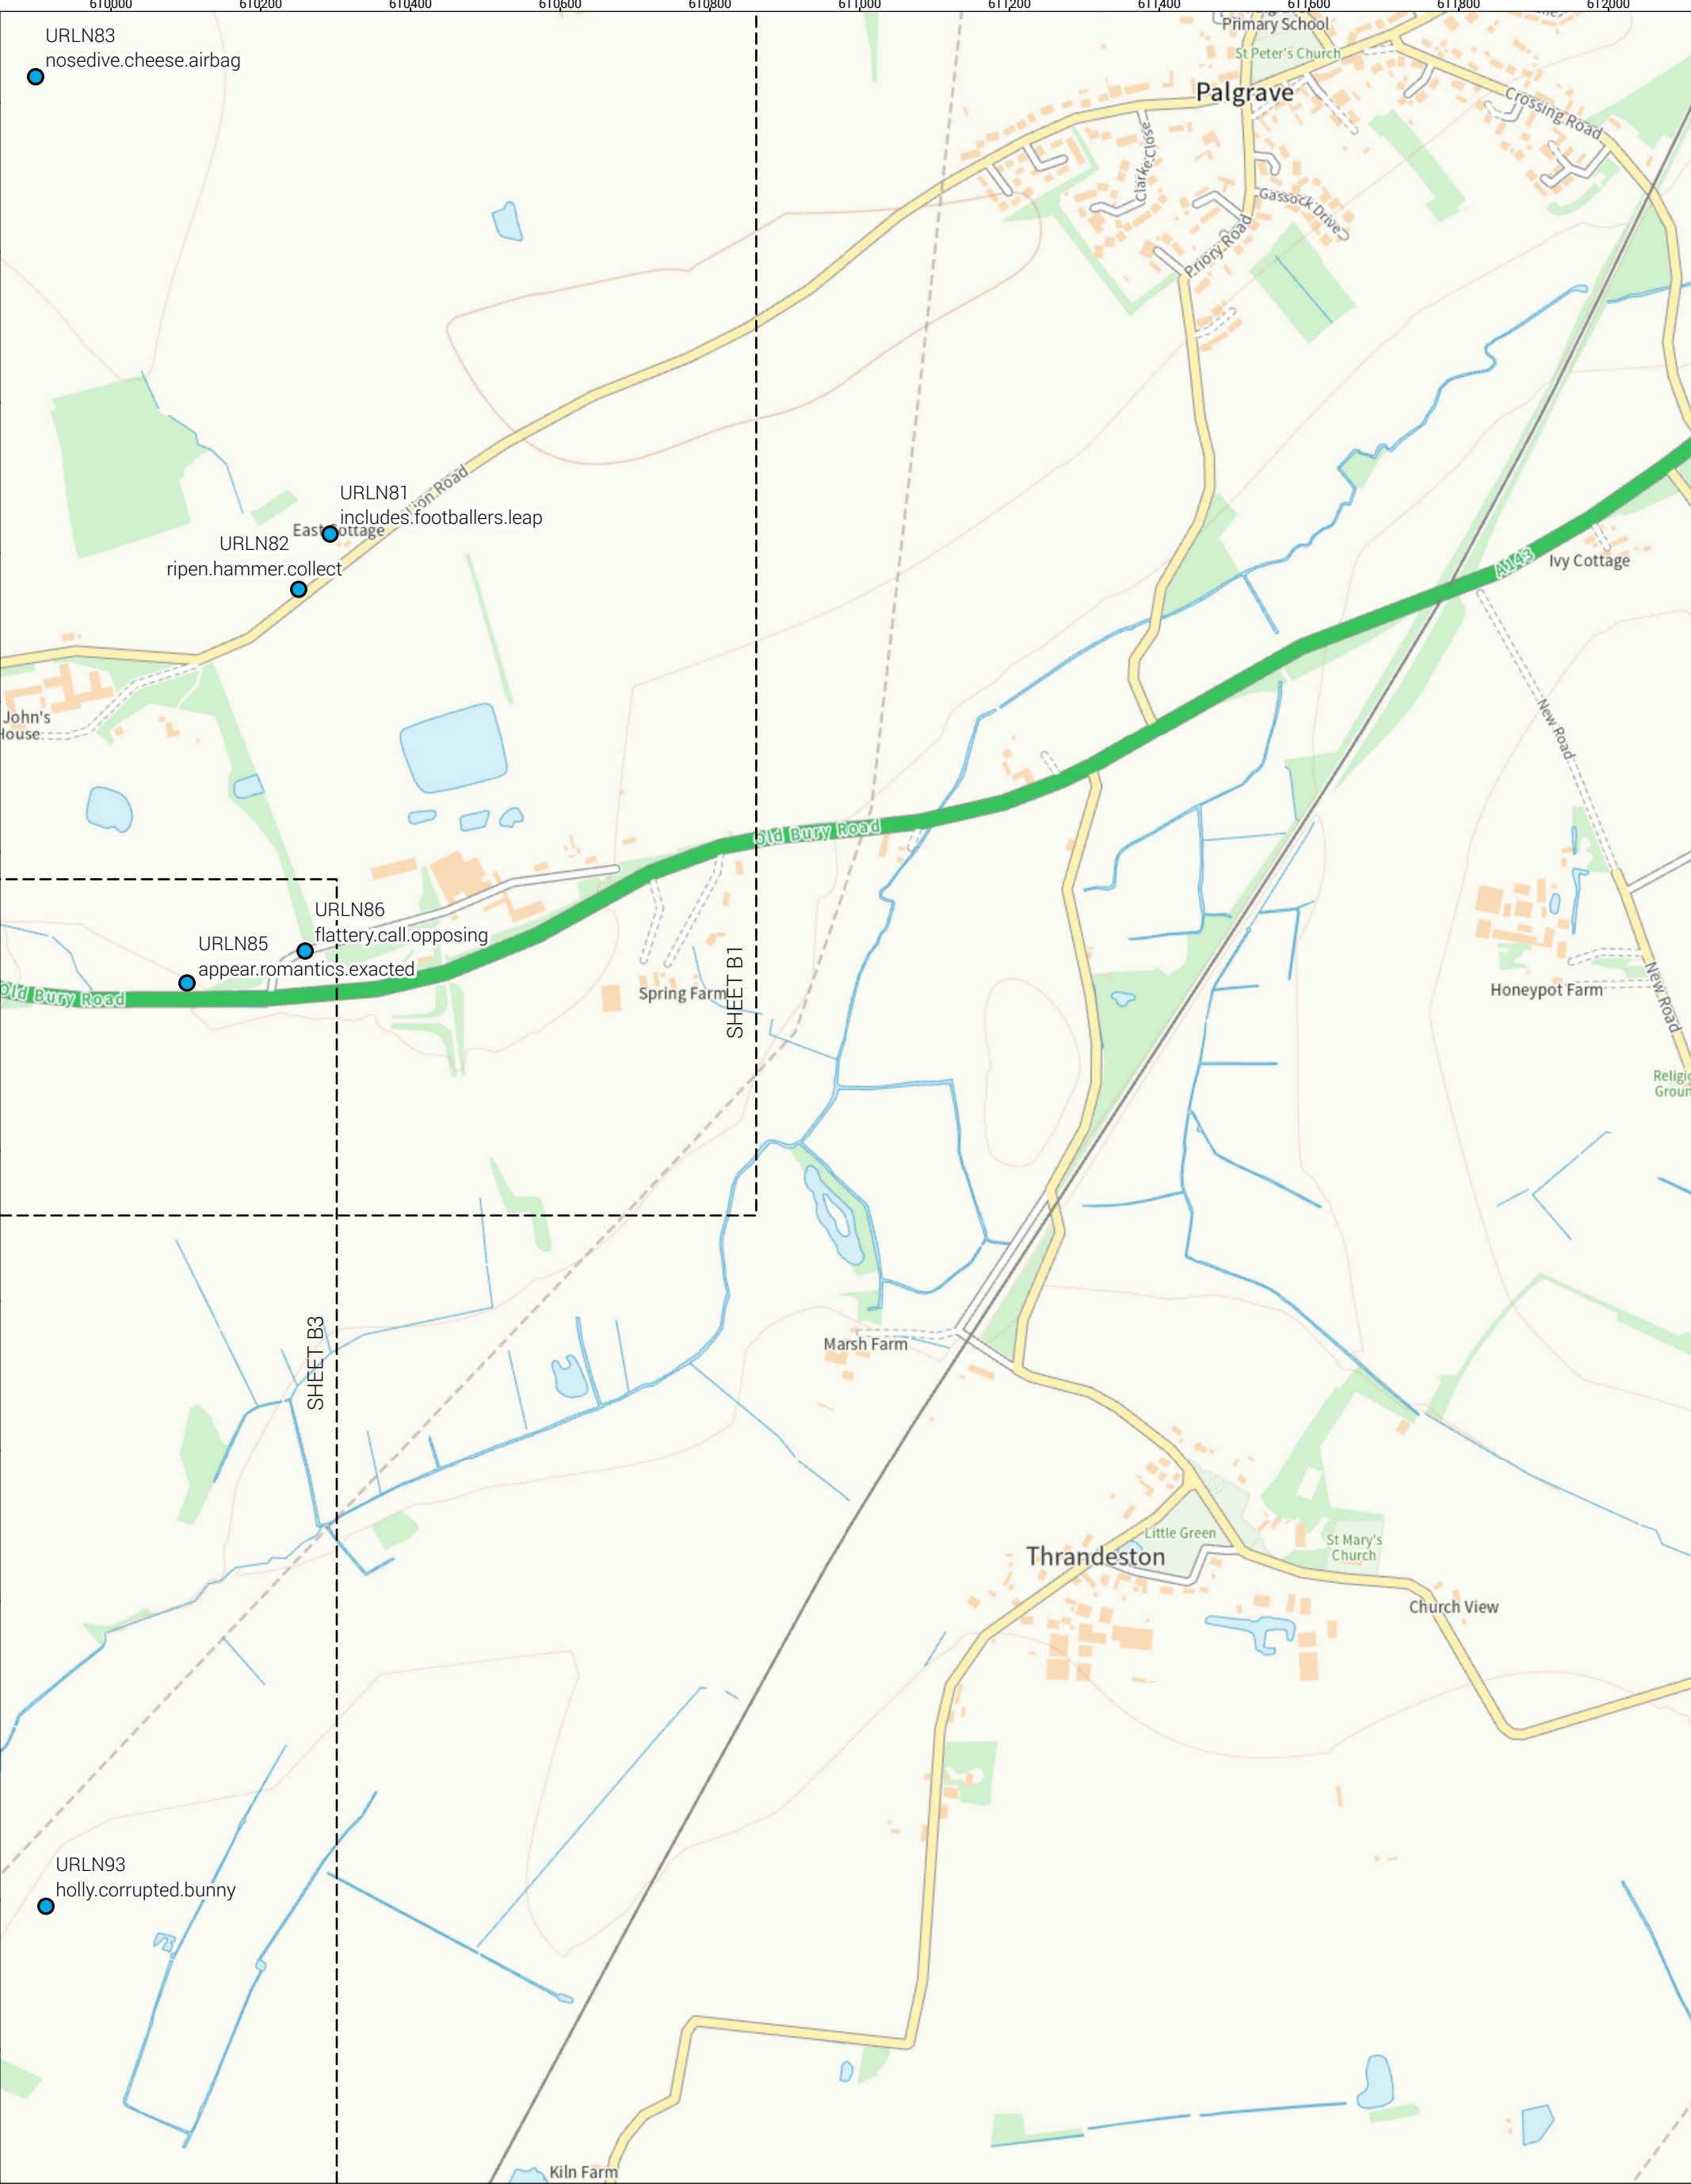 610000 610200 610400 610600 610800 611000 611200 611400 611600 611800 612000
URLN83
nosedive.cheese.airbag
Primary School
St Peter's Church
Palgrave
Crossing Road
Clarke Close
Gassock Drive
Priory Road
URLN81
includes.footballers.leap
East Cottage
URLN82
ripen.hammer.collect
A143
Ivy Cottage
John's
House
New Road
Old Bury Road
URLN86
flattery.call.opposing
URLN85
appear.romantics.exacted
Old Bury Road
Spring Farm
SHEET B1
Honeypot Farm
New Road
SHEET B3
Marsh Farm
Little Green
St Mary's
Church
Thrandeston
Church View
URLN93
holly.corrupted.bunny
Kiln Farm